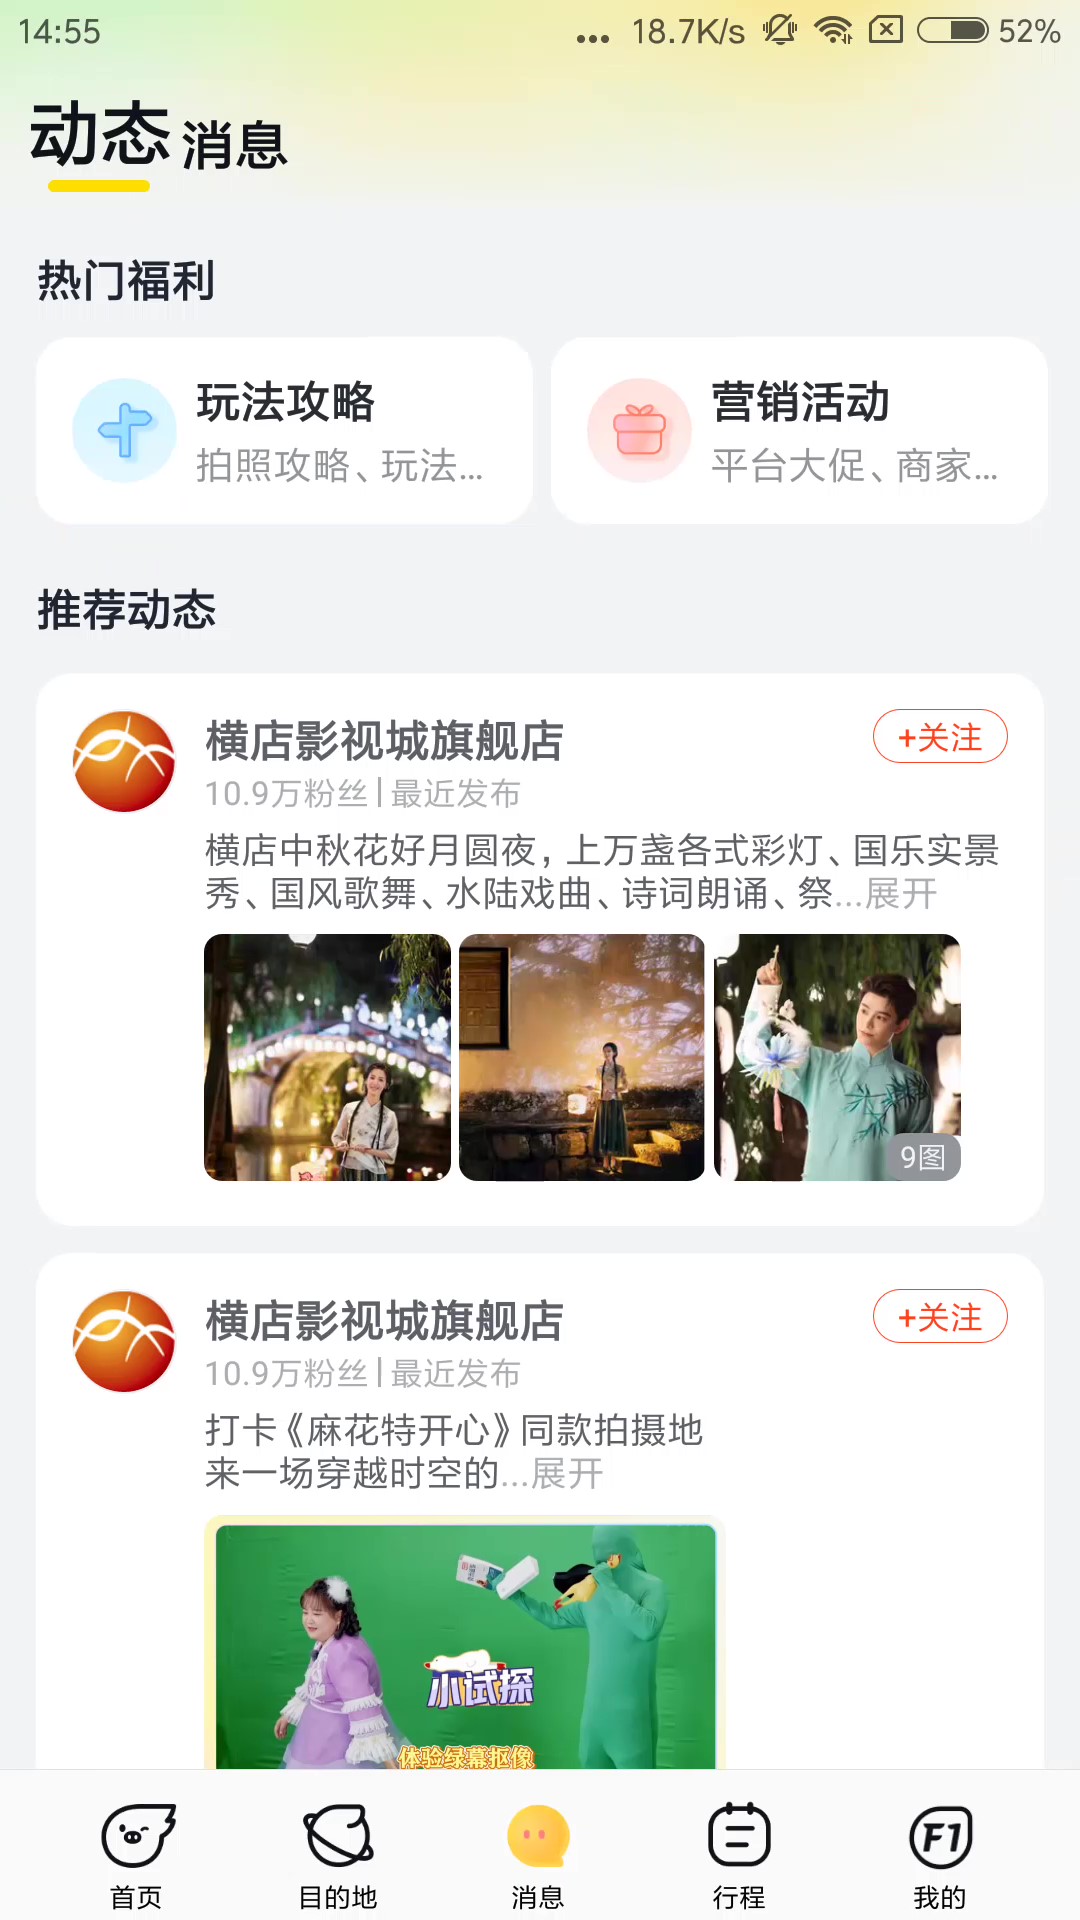 14:55
... 18.7K/s 52%
动态 消息
热门福利
玩法攻略
拍照攻略、玩法...
营销活动
平台大促、商家...
推荐动态
横店影视城旗舰店
+关注
10.9万粉丝|最近发布
横店中秋花好月圆夜，上万盏各式彩灯、国乐实景
秀、国风歌舞、水陆戏曲、诗词朗诵、祭...展开
9图
横店影视城旗舰店
+关注
10.9万粉丝|最近发布
打卡《麻花特开心》同款拍摄地
来一场穿越时空的...展开
小试探
体验绿幕抠像
首页
目的地
消息
行程
F1
我的